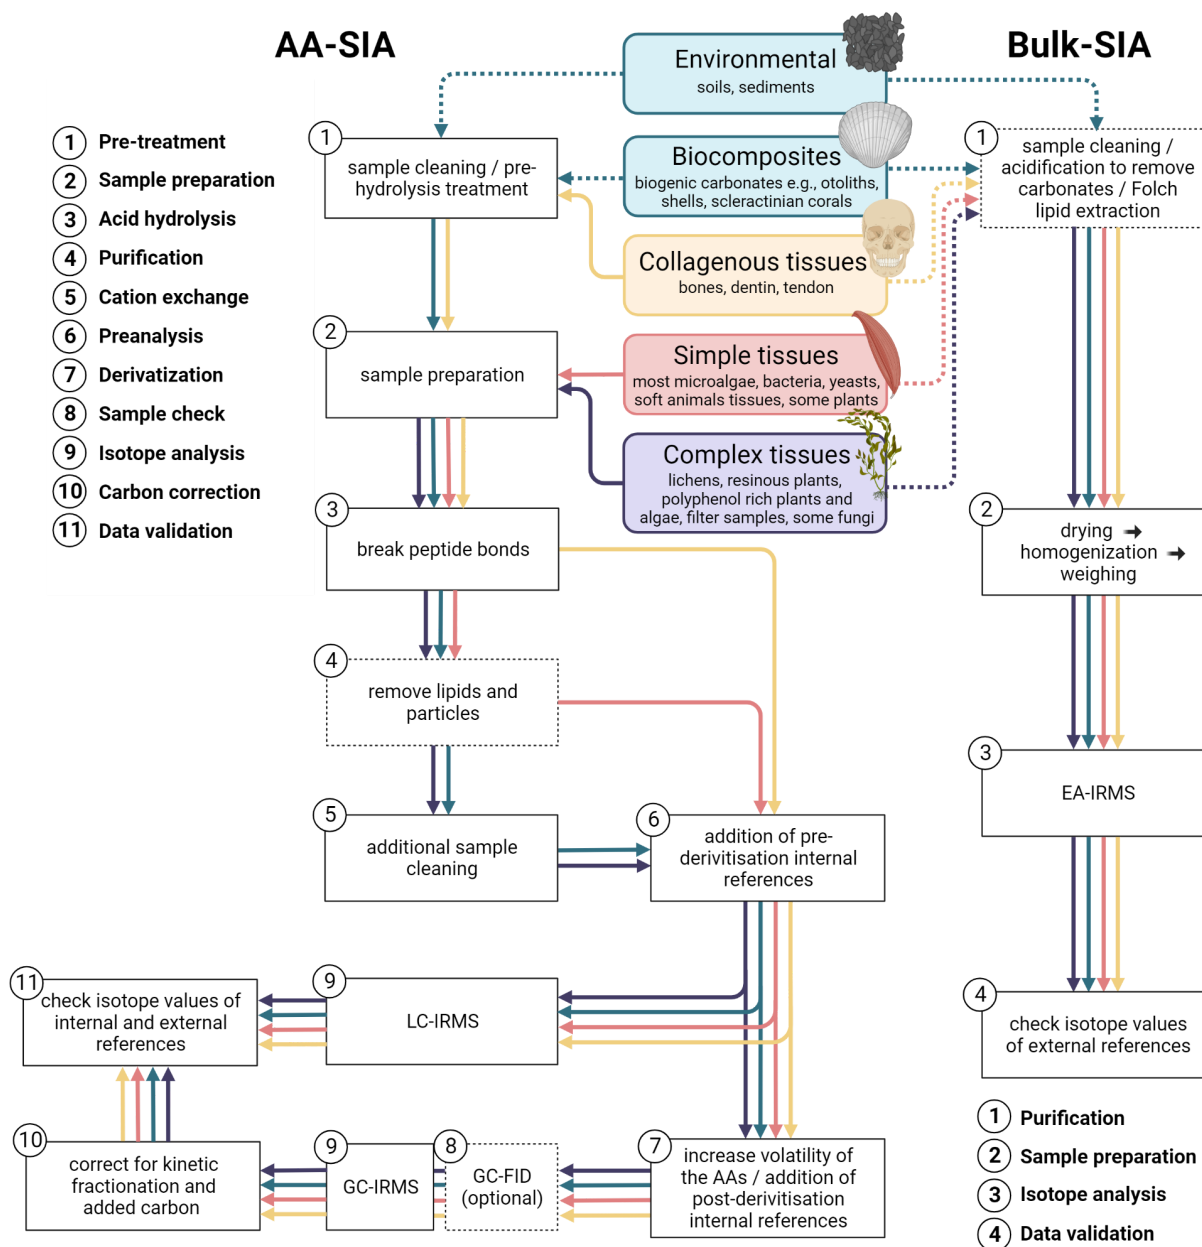 AA-SIA
Bulk-SIA
Environmental
soils, sediments
Biocomposites
biogenic carbonates e.g., otoliths,
shells, scleractinian corals
Collagenous tissues
bones, dentin, tendon
Simple tissues
most microalgae, bacteria, yeasts,
soft animals tissues, some plants
Complex tissues
lichens, resinous plants,
polyphenol rich plants and
algae, filter samples, some fungi
1 Pre-treatment
2 Sample preparation
3 Acid hydrolysis
4 Purification
5 Cation exchange
6 Preanalysis
7 Derivatization
8 Sample check
9 Isotope analysis
10 Carbon correction
11 Data validation
1
sample cleaning / pre-
hydrolysis treatment
2
sample preparation
3
break peptide bonds
4
remove lipids and
particles
5
additional sample
cleaning
6
addition of pre-
derivitisation internal
references
9
LC-IRMS
11
check isotope values of
internal and external
references
10
correct for kinetic
fractionation and
added carbon
9
GC-IRMS
8
GC-FID
(optional)
7
increase volatility of
the AAs / addition of
post-derivitisation
internal references
1
sample cleaning /
acidification to remove
carbonates / Folch
lipid extraction
2
drying ➔
homogenization ➔
weighing
3
EA-IRMS
4
check isotope values
of external references
1 Purification
2 Sample preparation
3 Isotope analysis
4 Data validation